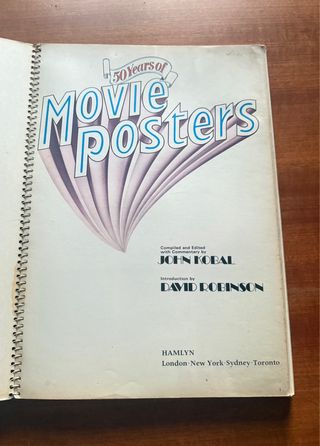 50 Years of
Movie
Posters
Compiled and Edited
with Commentary by
JOHN KOBAL
Introduction by
DAVID ROBINSON
HAMLYN
London·New York·Sydney·Toronto